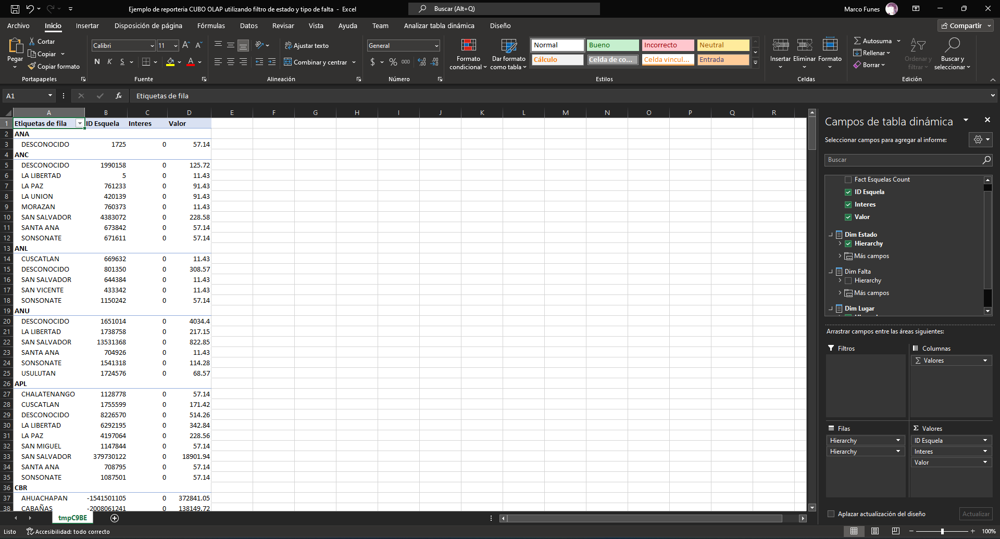 Ejemplo de reporteria CUBO OLAP utilizando filtro de estado y tipo de falta - Excel
Buscar (Alt+Q)
Marco Funes
Archivo Inicio Insertar Disposición de página Fórmulas Datos Revisar Vista Ayuda Team Analizar tabla dinámica Diseño
Compartir
Pegar
Cortar
Copiar
Copiar formato
Portapapeles
Calibri 11
N K S
Fuente
Ajustar texto
Combinar y centrar
Alineación
General
$ % 000
Número
Formato condicional
Dar formato como tabla
Normal Bueno Incorrecto Neutral
Cálculo Celda de co... Celda vincul... Entrada
Estilos
Insertar Eliminar Formato
Celdas
Autosuma
Rellenar
Borrar
Ordenar y filtrar
Buscar y seleccionar
Edición
A1 fx Etiquetas de fila
A B C D E F G H I J K L M N O P Q R
1 Etiquetas de fila ID Esquela Interes Valor
2 ANA
3 DESCONOCIDO 1725 0 57.14
4 ANC
5 DESCONOCIDO 1990158 0 125.72
6 LA LIBERTAD 5 0 11.43
7 LA PAZ 761233 0 91.43
8 LA UNION 420139 0 91.43
9 MORAZAN 760373 0 11.43
10 SAN SALVADOR 4383072 0 228.58
11 SANTA ANA 673842 0 57.14
12 SONSONATE 671611 0 57.14
13 ANL
14 CUSCATLAN 669632 0 11.43
15 DESCONOCIDO 801350 0 308.57
16 SAN SALVADOR 644384 0 11.43
17 SAN VICENTE 433342 0 11.43
18 SONSONATE 1150242 0 57.14
19 ANU
20 DESCONOCIDO 1651014 0 4034.4
21 LA LIBERTAD 1738758 0 217.15
22 SAN SALVADOR 13531368 0 822.85
23 SANTA ANA 704926 0 11.43
24 SONSONATE 1541318 0 114.28
25 USULUTAN 1724576 0 68.57
26 APL
27 CHALATENANGO 1128778 0 57.14
28 CUSCATLAN 1755599 0 171.42
29 DESCONOCIDO 8226570 0 514.26
30 LA LIBERTAD 6292195 0 342.84
31 LA PAZ 4197064 0 228.56
32 SAN MIGUEL 1147844 0 57.14
33 SAN SALVADOR 379730122 0 18901.94
34 SANTA ANA 708795 0 57.14
35 SONSONATE 1087501 0 57.14
36 CBR
37 AHUACHAPAN -1541501105 0 372841.05
38 CABAÑAS -2008061241 0 138149.72
Campos de tabla dinámica
Seleccionar campos para agregar al informe:
Buscar
Fact Esquelas Count
ID Esquela
Interes
Valor
Dim Estado
Hierarchy
Más campos
Dim Falta
Hierarchy
Más campos
Dim Lugar
Arrastrar campos entre las áreas siguientes:
Filtros
Columnas
Valores
Filas
Hierarchy
Hierarchy
Valores
ID Esquela
Interes
Valor
Aplazar actualización del diseño
Actualizar
tmpC9BE
Listo
Accesibilidad: todo correcto
100%